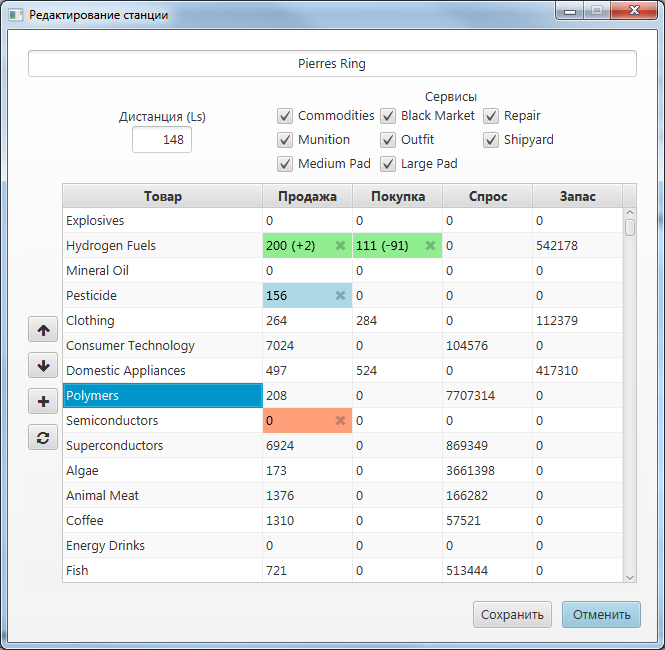 Редактирование станции
Pierres Ring
Сервисы
Дистанция (Ls)
148
Commodities Black Market Repair
Munition Outfit Shipyard
Medium Pad Large Pad
Товар Продажа Покупка Спрос Запас
Explosives 0 0 0 0
Hydrogen Fuels 200 (+2) 111 (-91) 0 542178
Mineral Oil 0 0 0 0
Pesticide 156 0 0 0
Clothing 264 284 0 112379
Consumer Technology 7024 0 104576 0
Domestic Appliances 497 524 0 417310
Polymers 208 0 7707314 0
Semiconductors 0 0 0 0
Superconductors 6924 0 869349 0
Algae 173 0 3661398 0
Animal Meat 1376 0 166282 0
Coffee 1310 0 57521 0
Energy Drinks 0 0 0 0
Fish 721 0 513444 0
Сохранить Отменить